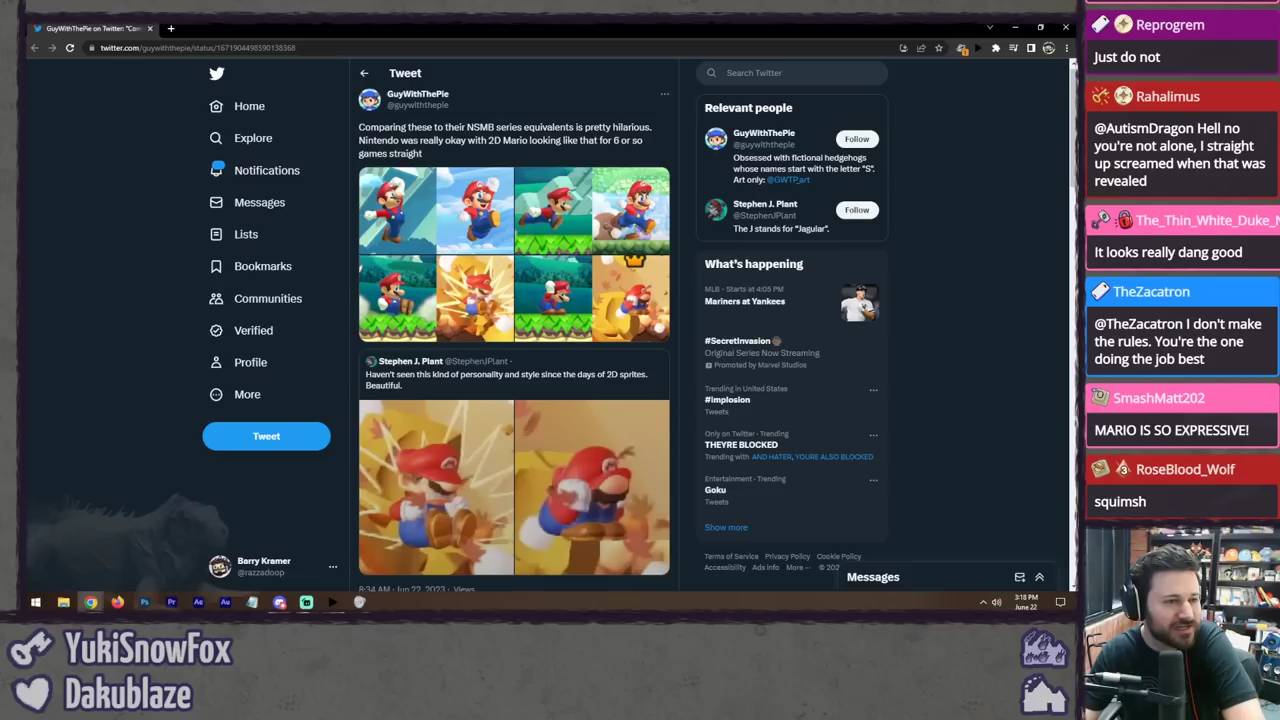 GuyWithThePie on Twitter: "Com
twitter.com/guywiththepie/status/1671904498590138368
Home
Explore
Notifications
Messages
Lists
Bookmarks
Communities
Verified
Profile
More
Tweet
Barry Kramer
@razzadoop
Tweet
GuyWithThePie
@guywiththepie
Comparing these to their NSMB series equivalents is pretty hilarious.
Nintendo was really okay with 2D Mario looking like that for 6 or so
games straight
Stephen J. Plant @StephenJPlant ·
Haven't seen this kind of personality and style since the days of 2D sprites.
Beautiful.
8:34 AM · Jun 22, 2023 · Views
Search Twitter
Relevant people
GuyWithThePie
@guywiththepie
Follow
Obsessed with fictional hedgehogs
whose names start with the letter "S".
Art only: @GWTP_art
Stephen J. Plant
@StephenJPlant
Follow
The J stands for "Jagular".
What's happening
MLB · Starts at 4:05 PM
Mariners at Yankees
#SecretInvasion
Original Series Now Streaming
Promoted by Marvel Studios
Trending in United States
#implosion
Tweets
Only on Twitter · Trending
THEYRE BLOCKED
Trending with AND HATER, YOURE ALSO BLOCKED
Entertainment · Trending
Goku
Tweets
Show more
Terms of Service Privacy Policy Cookie Policy
Accessibility Ads info More ··· © 202
Messages
3:18 PM
June 22
Reprogrem
Just do not
Rahalimus
@AutismDragon Hell no
you're not alone, I straight
up screamed when that was
revealed
The_Thin_White_Duke_
It looks really dang good
TheZacatron
@TheZacatron I don't make
the rules. You're the one
doing the job best
SmashMatt202
MARIO IS SO EXPRESSIVE!
RoseBlood_Wolf
squimsh
YukiSnowFox
Dakublaze